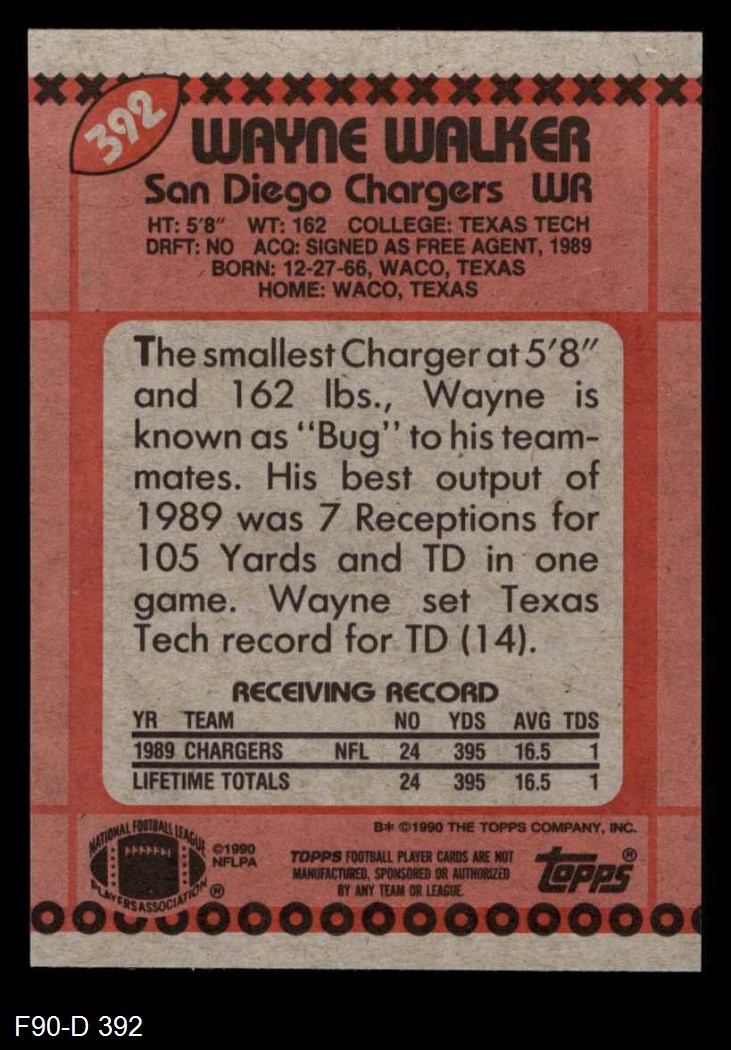 392
WAYNE WALKER
San Diego Chargers WR
HT: 5'8" WT: 162 COLLEGE: TEXAS TECH
DRFT: NO ACQ: SIGNED AS FREE AGENT, 1989
BORN: 12-27-66, WACO, TEXAS
HOME: WACO, TEXAS
The smallest Charger at 5'8"
and 162 lbs., Wayne is
known as "Bug" to his team-
mates. His best output of
1989 was 7 Receptions for
105 Yards and TD in one
game. Wayne set Texas
Tech record for TD (14).
RECEIVING RECORD
YR TEAM NO YDS AVG TDS
1989 CHARGERS NFL 24 395 16.5 1
LIFETIME TOTALS 24 395 16.5 1
B* ©1990 THE TOPPS COMPANY, INC.
NATIONAL FOOTBALL LEAGUE
PLAYERS ASSOCIATION ®
©1990
NFLPA
TOPPS FOOTBALL PLAYER CARDS ARE NOT
MANUFACTURED, SPONSORED OR AUTHORIZED
BY ANY TEAM OR LEAGUE.
topps®
F90-D 392